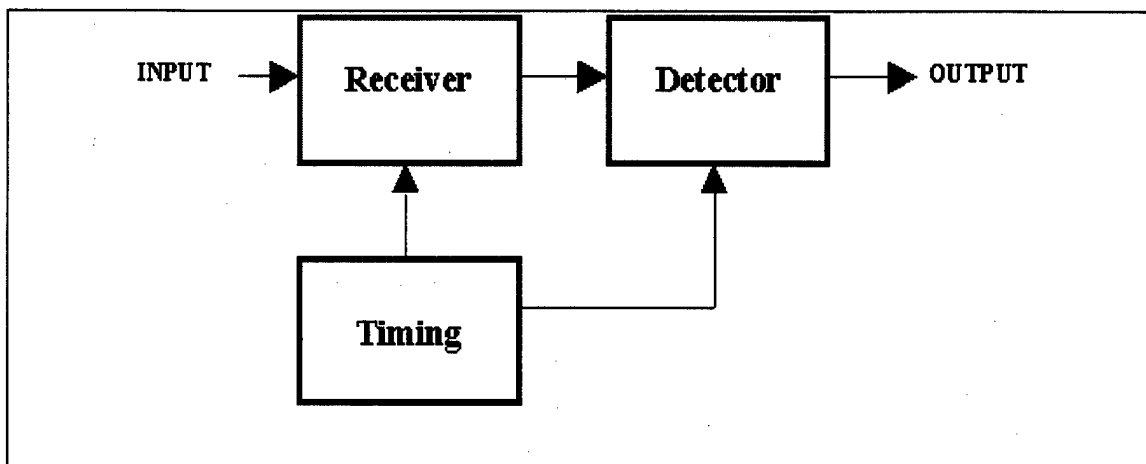 INPUT
Receiver
Detector
OUTPUT
Timing